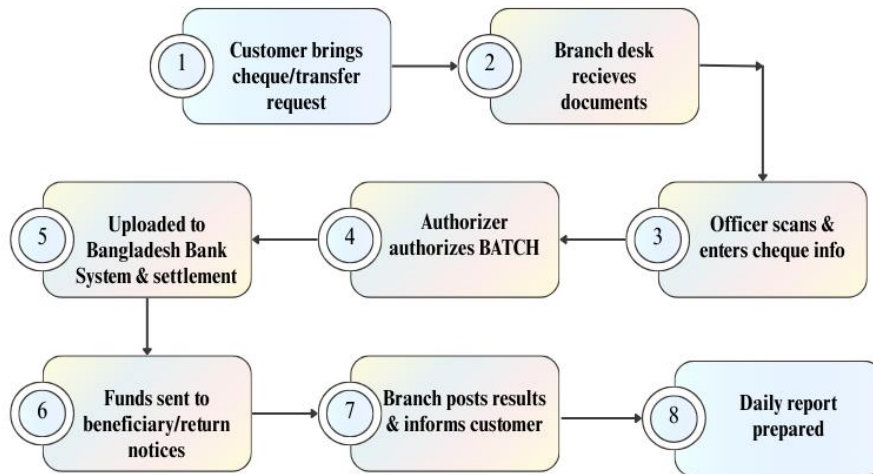 1
Customer brings
cheque/transfer
request
2
Branch desk
recieves
documents
3
Officer scans &
enters cheque info
4
Authorizer
authorizes BATCH
5
Uploaded to
Bangladesh Bank
System & settlement
6
Funds sent to
beneficiary/return
notices
7
Branch posts results
& informs customer
8
Daily report
prepared